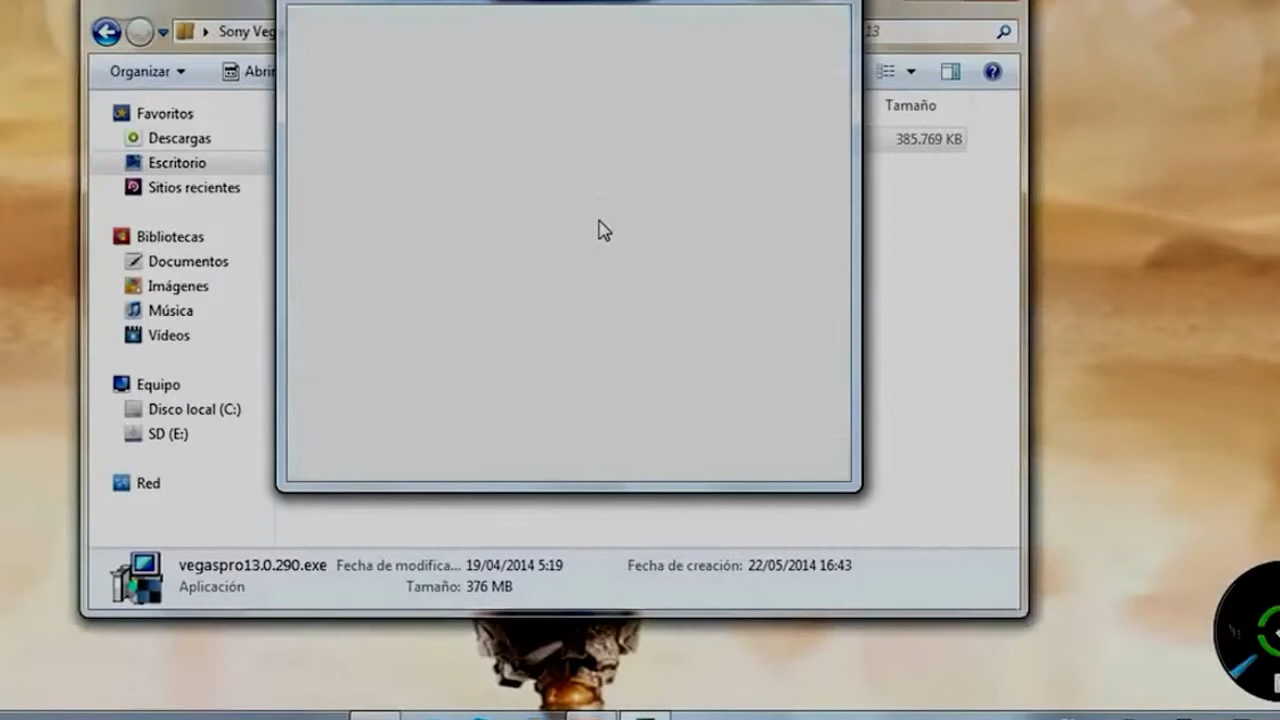 Sony Veg
13
Organizar
Abrir
Favoritos
Tamaño
Descargas
385.769 KB
Escritorio
Sitios recientes
Bibliotecas
Documentos
Imágenes
Música
Vídeos
Equipo
Disco local (C:)
SD (E:)
Red
vegaspro13.0.290.exe Fecha de modifica... 19/04/2014 5:19 Fecha de creación: 22/05/2014 16:43
Aplicación Tamaño: 376 MB